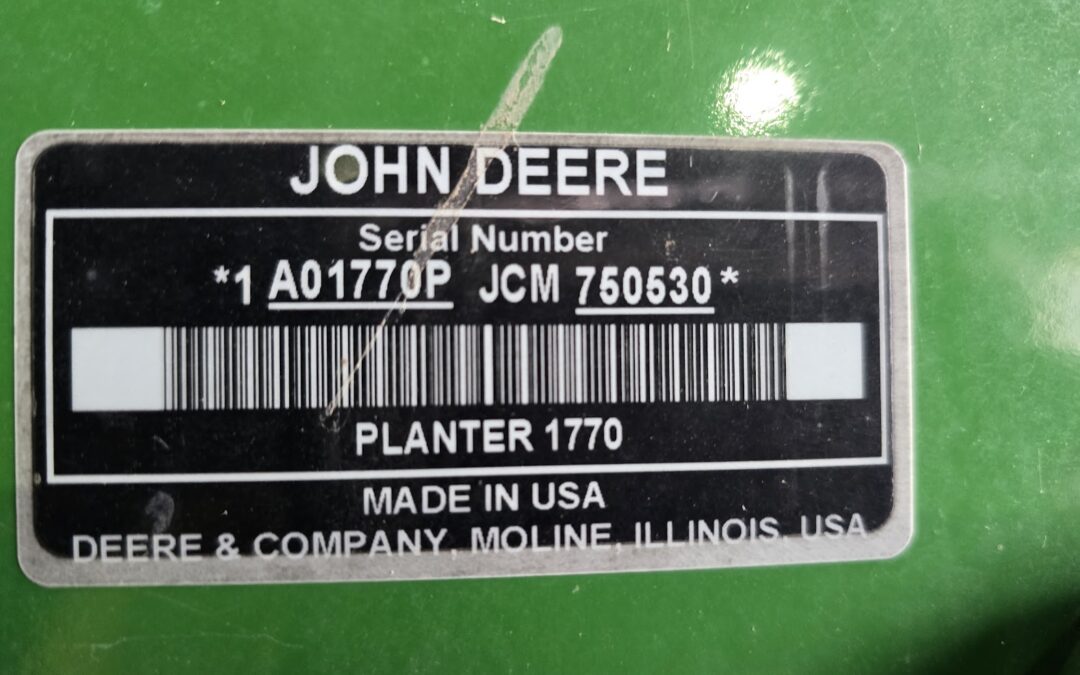 JOHN DEERE
Serial Number
*1 A01770P JCM 750530*
PLANTER 1770
MADE IN USA
DEERE & COMPANY, MOLINE, ILLINOIS, USA